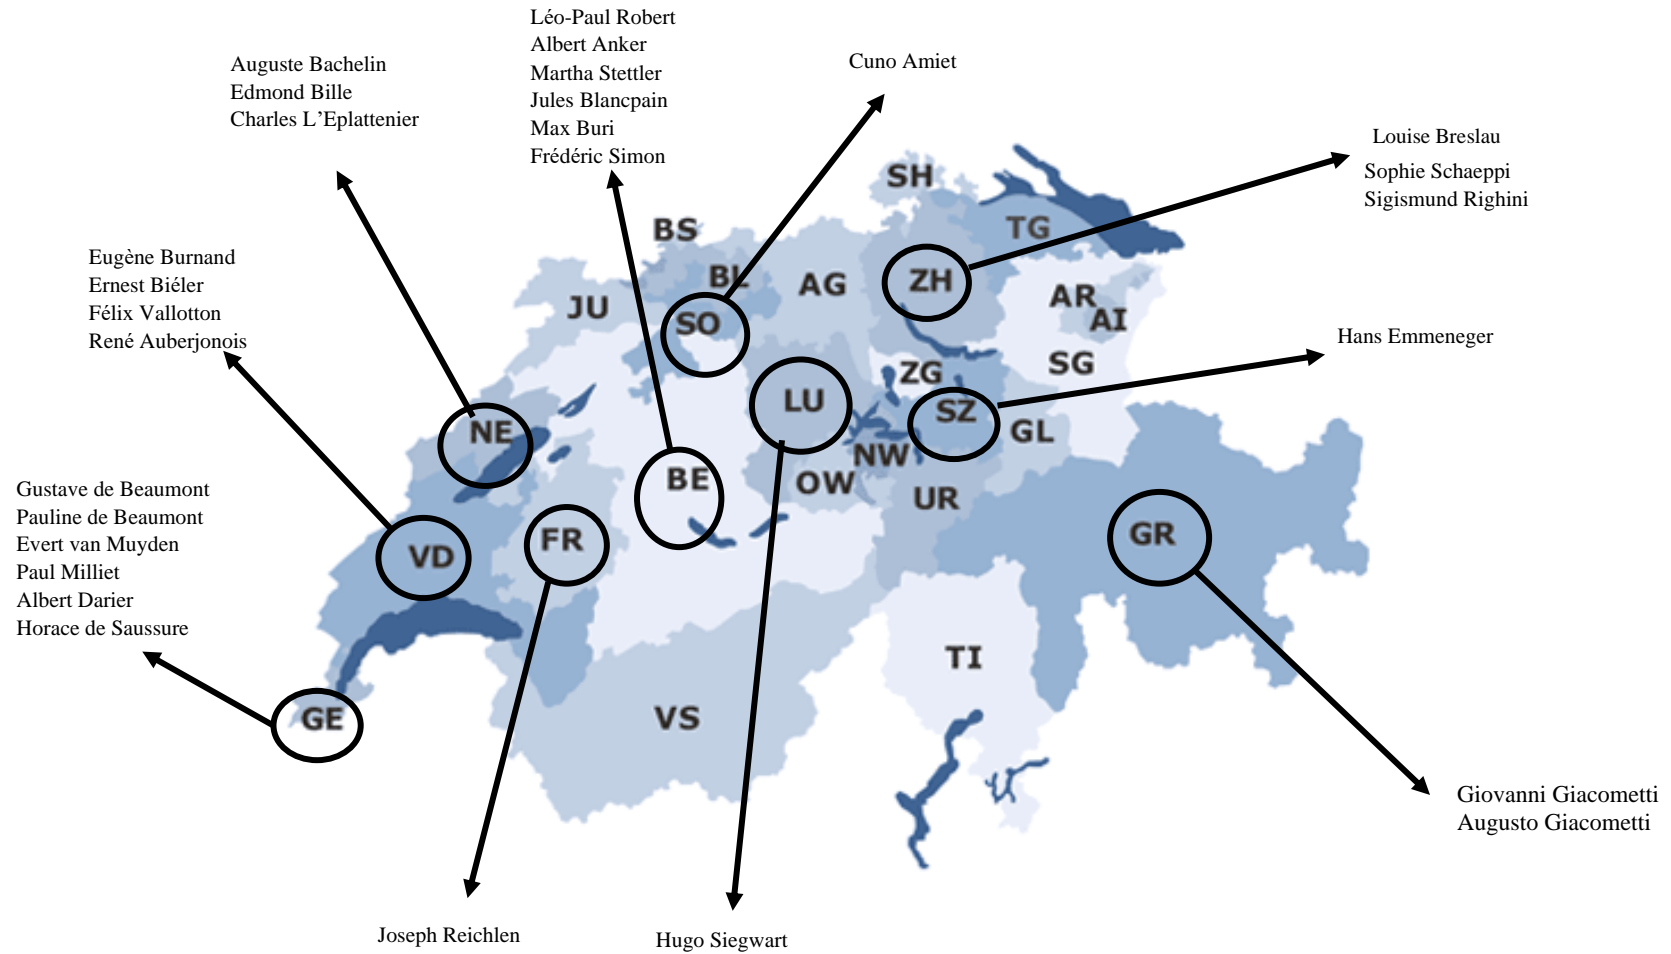 Léo-Paul Robert
Albert Anker
Martha Stettler
Jules Blancpain
Max Buri
Frédéric Simon
Auguste Bachelin
Edmond Bille
Charles L’Eplattenier
Cuno Amiet
Louise Breslau
Sophie Schaeppi
Sigismund Righini
Eugène Burnand
Ernest Biéler
Félix Vallotton
René Auberjonois
Hans Emmeneger
Gustave de Beaumont
Pauline de Beaumont
Evert van Muyden
Paul Milliet
Albert Darier
Horace de Saussure
SH
BS
TG
BL
AG
ZH
JU
AR
AI
SO
SG
ZG
LU
SZ
NE
GL
NW
BE
OW
UR
FR
GR
VD
TI
VS
GE
Giovanni Giacometti
Augusto Giacometti
Joseph Reichlen
Hugo Siegwart